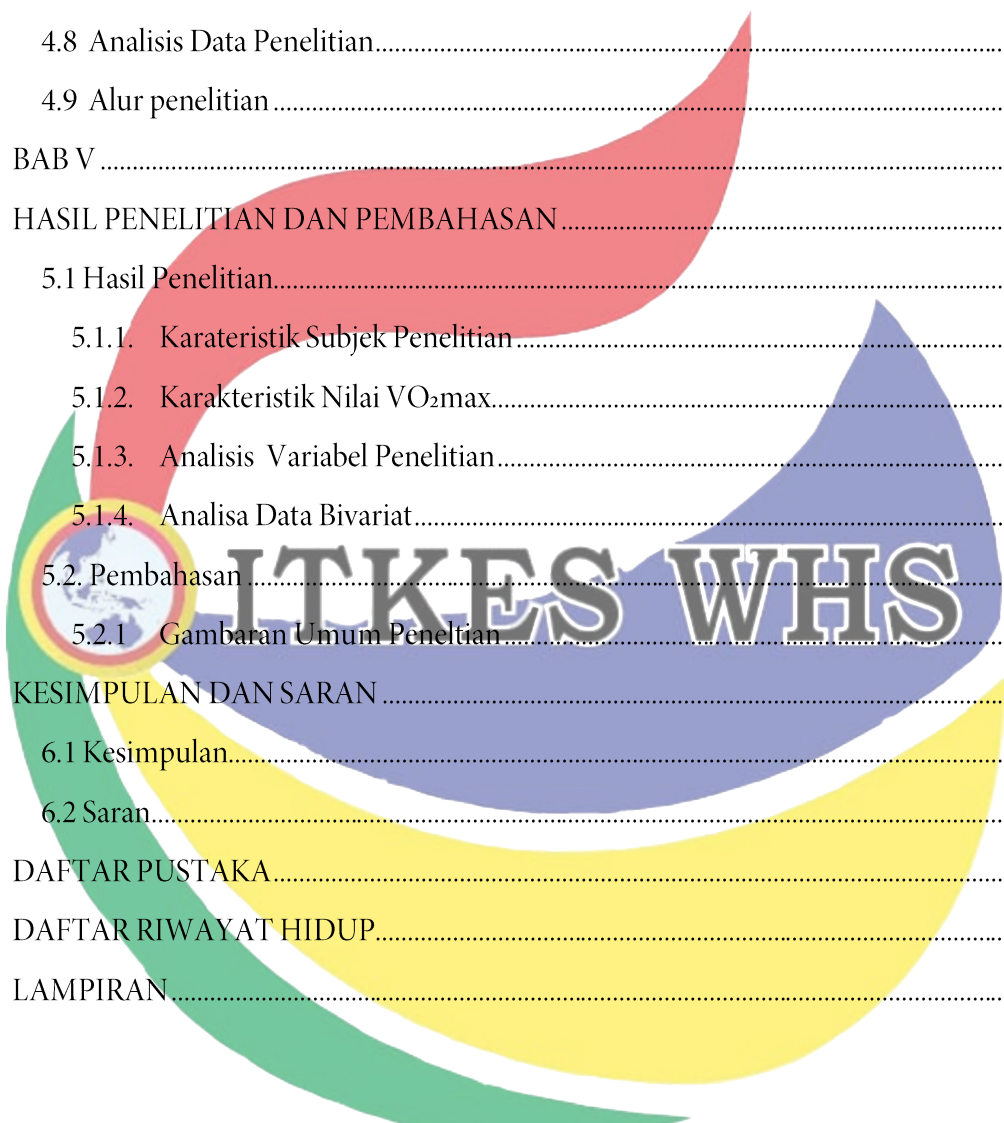 4.8 Analisis Data Penelitian........................................................................
4.9 Alur penelitian........................................................................
BAB V........................................................................
HASIL PENELITIAN DAN PEMBAHASAN........................................................................
5.1 Hasil Penelitian........................................................................
5.1.1. Karateristik Subjek Penelitian........................................................................
5.1.2. Karakteristik Nilai VO₂max........................................................................
5.1.3. Analisis Variabel Penelitian........................................................................
5.1.4. Analisa Data Bivariat........................................................................
5.2. Pembahasan........................................................................
ITKES WHS
5.2.1 Gambaran Umum Peneltian........................................................................
KESIMPULAN DAN SARAN........................................................................
6.1 Kesimpulan........................................................................
6.2 Saran........................................................................
DAFTAR PUSTAKA........................................................................
DAFTAR RIWAYAT HIDUP........................................................................
LAMPIRAN........................................................................